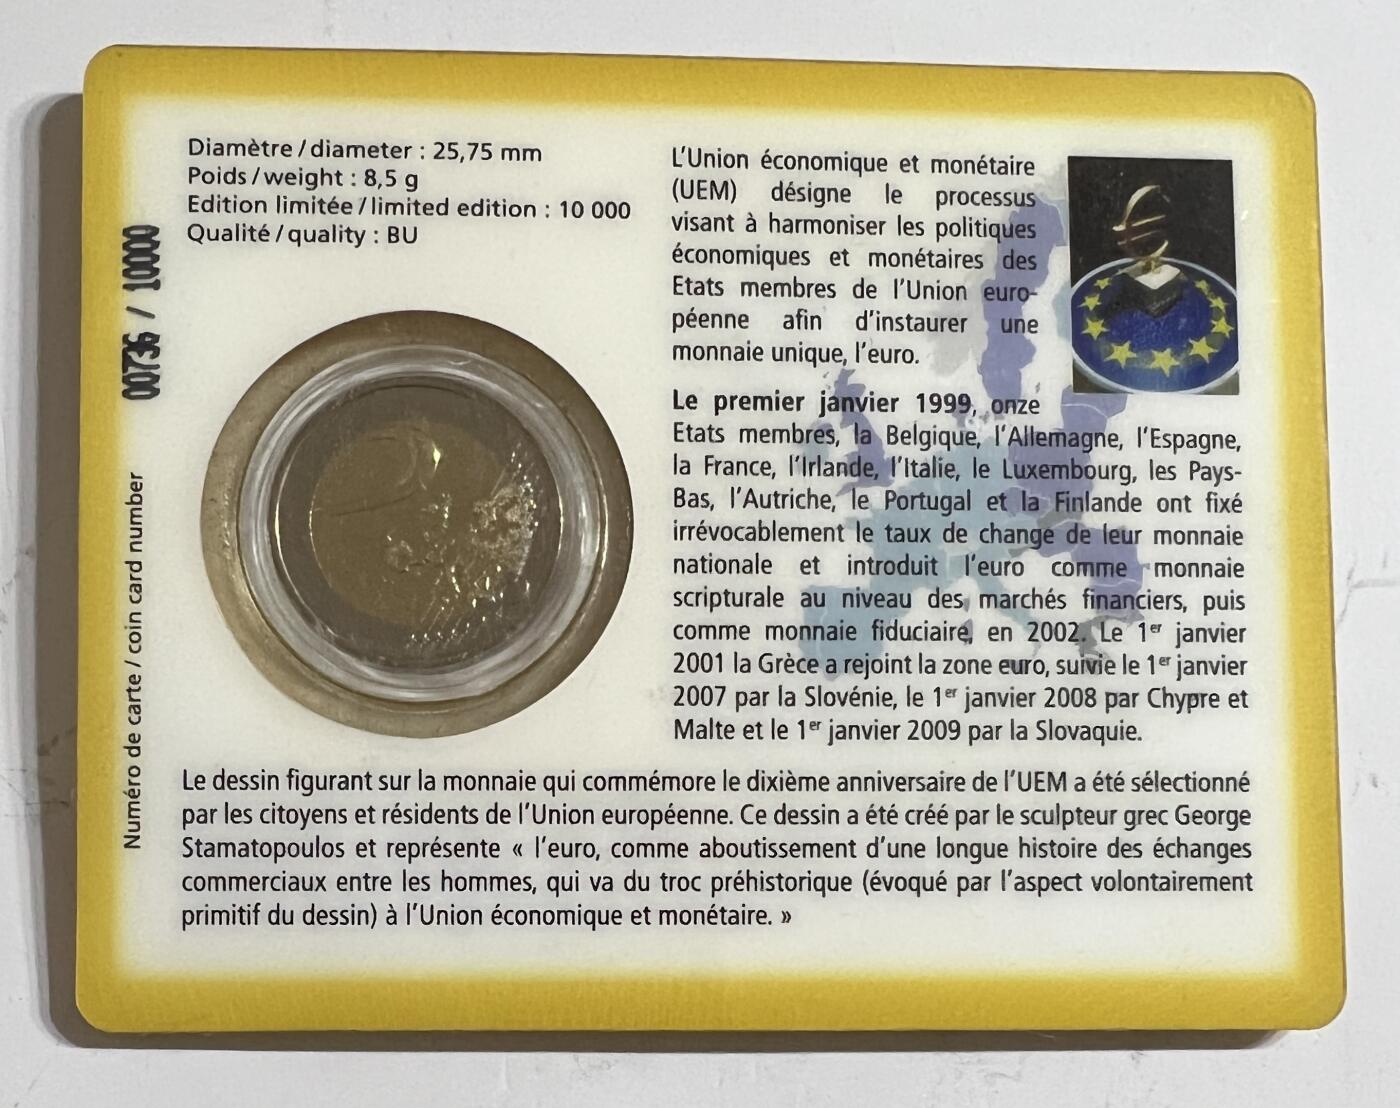 Diamètre / diameter : 25,75 mm
Poids / weight : 8,5 g
Edition limitée / limited edition : 10 000
Qualité / quality : BU
Numéro de carte / coin card number 00736 / 10000
L'Union économique et monétaire
(UEM) désigne le processus
visant à harmoniser les politiques
économiques et monétaires des
Etats membres de l'Union euro-
péenne afin d'instaurer une
monnaie unique, l'euro.
Le premier janvier 1999, onze
Etats membres, la Belgique, l'Allemagne, l'Espagne,
la France, l'Irlande, l'Italie, le Luxembourg, les Pays-
Bas, l'Autriche, le Portugal et la Finlande ont fixé
irrévocablement le taux de change de leur monnaie
nationale et introduit l'euro comme monnaie
scripturale au niveau des marchés financiers, puis
comme monnaie fiduciaire, en 2002. Le 1er janvier
2001 la Grèce a rejoint la zone euro, suivie le 1er janvier
2007 par la Slovénie, le 1er janvier 2008 par Chypre et
Malte et le 1er janvier 2009 par la Slovaquie.
Le dessin figurant sur la monnaie qui commémore le dixième anniversaire de l'UEM a été sélectionné
par les citoyens et résidents de l'Union européenne. Ce dessin a été créé par le sculpteur grec George
Stamatopoulos et représente « l'euro, comme aboutissement d'une longue histoire des échanges
commerciaux entre les hommes, qui va du troc préhistorique (évoqué par l'aspect volontairement
primitif du dessin) à l'Union économique et monétaire. »
2
€